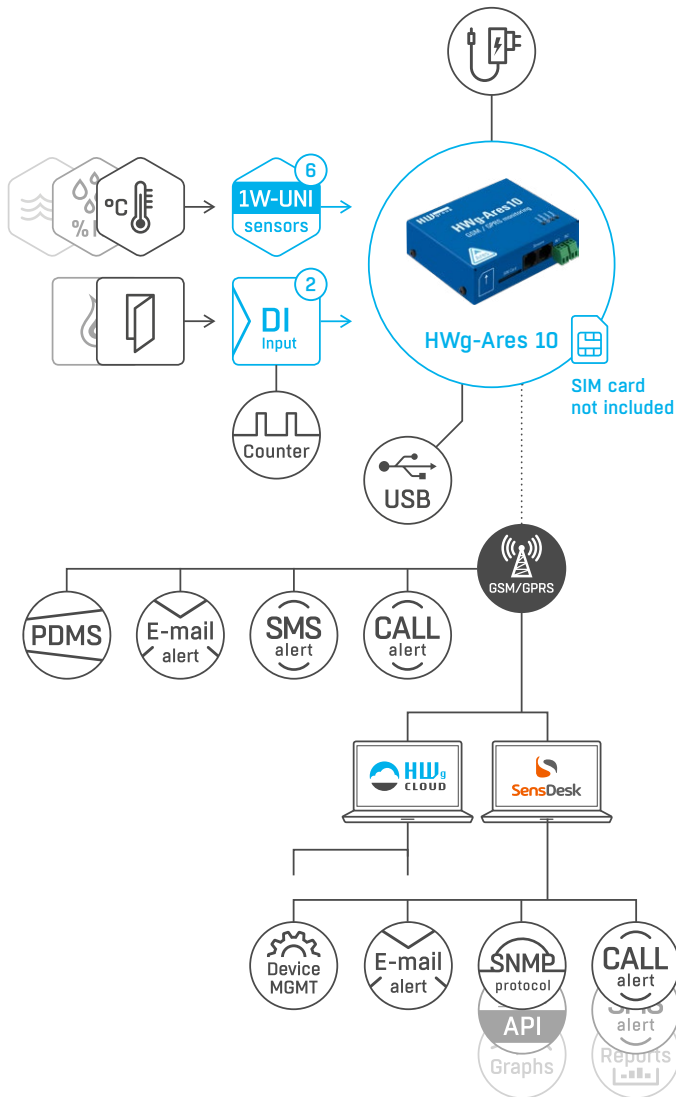 6
1W-UNI
sensors
°C
%
2
DI
Input
Counter
HWg-Ares 10
GSM / GPRS monitoring
HWg-Ares 10
SIM card
not included
USB
GSM/GPRS
PDMS
E-mail
alert
SMS
alert
CALL
alert
HWg
CLOUD
SensDesk
Device
MGMT
E-mail
alert
SNMP
protocol
API
Graphs
CALL
alert
SMS
alert
Reports